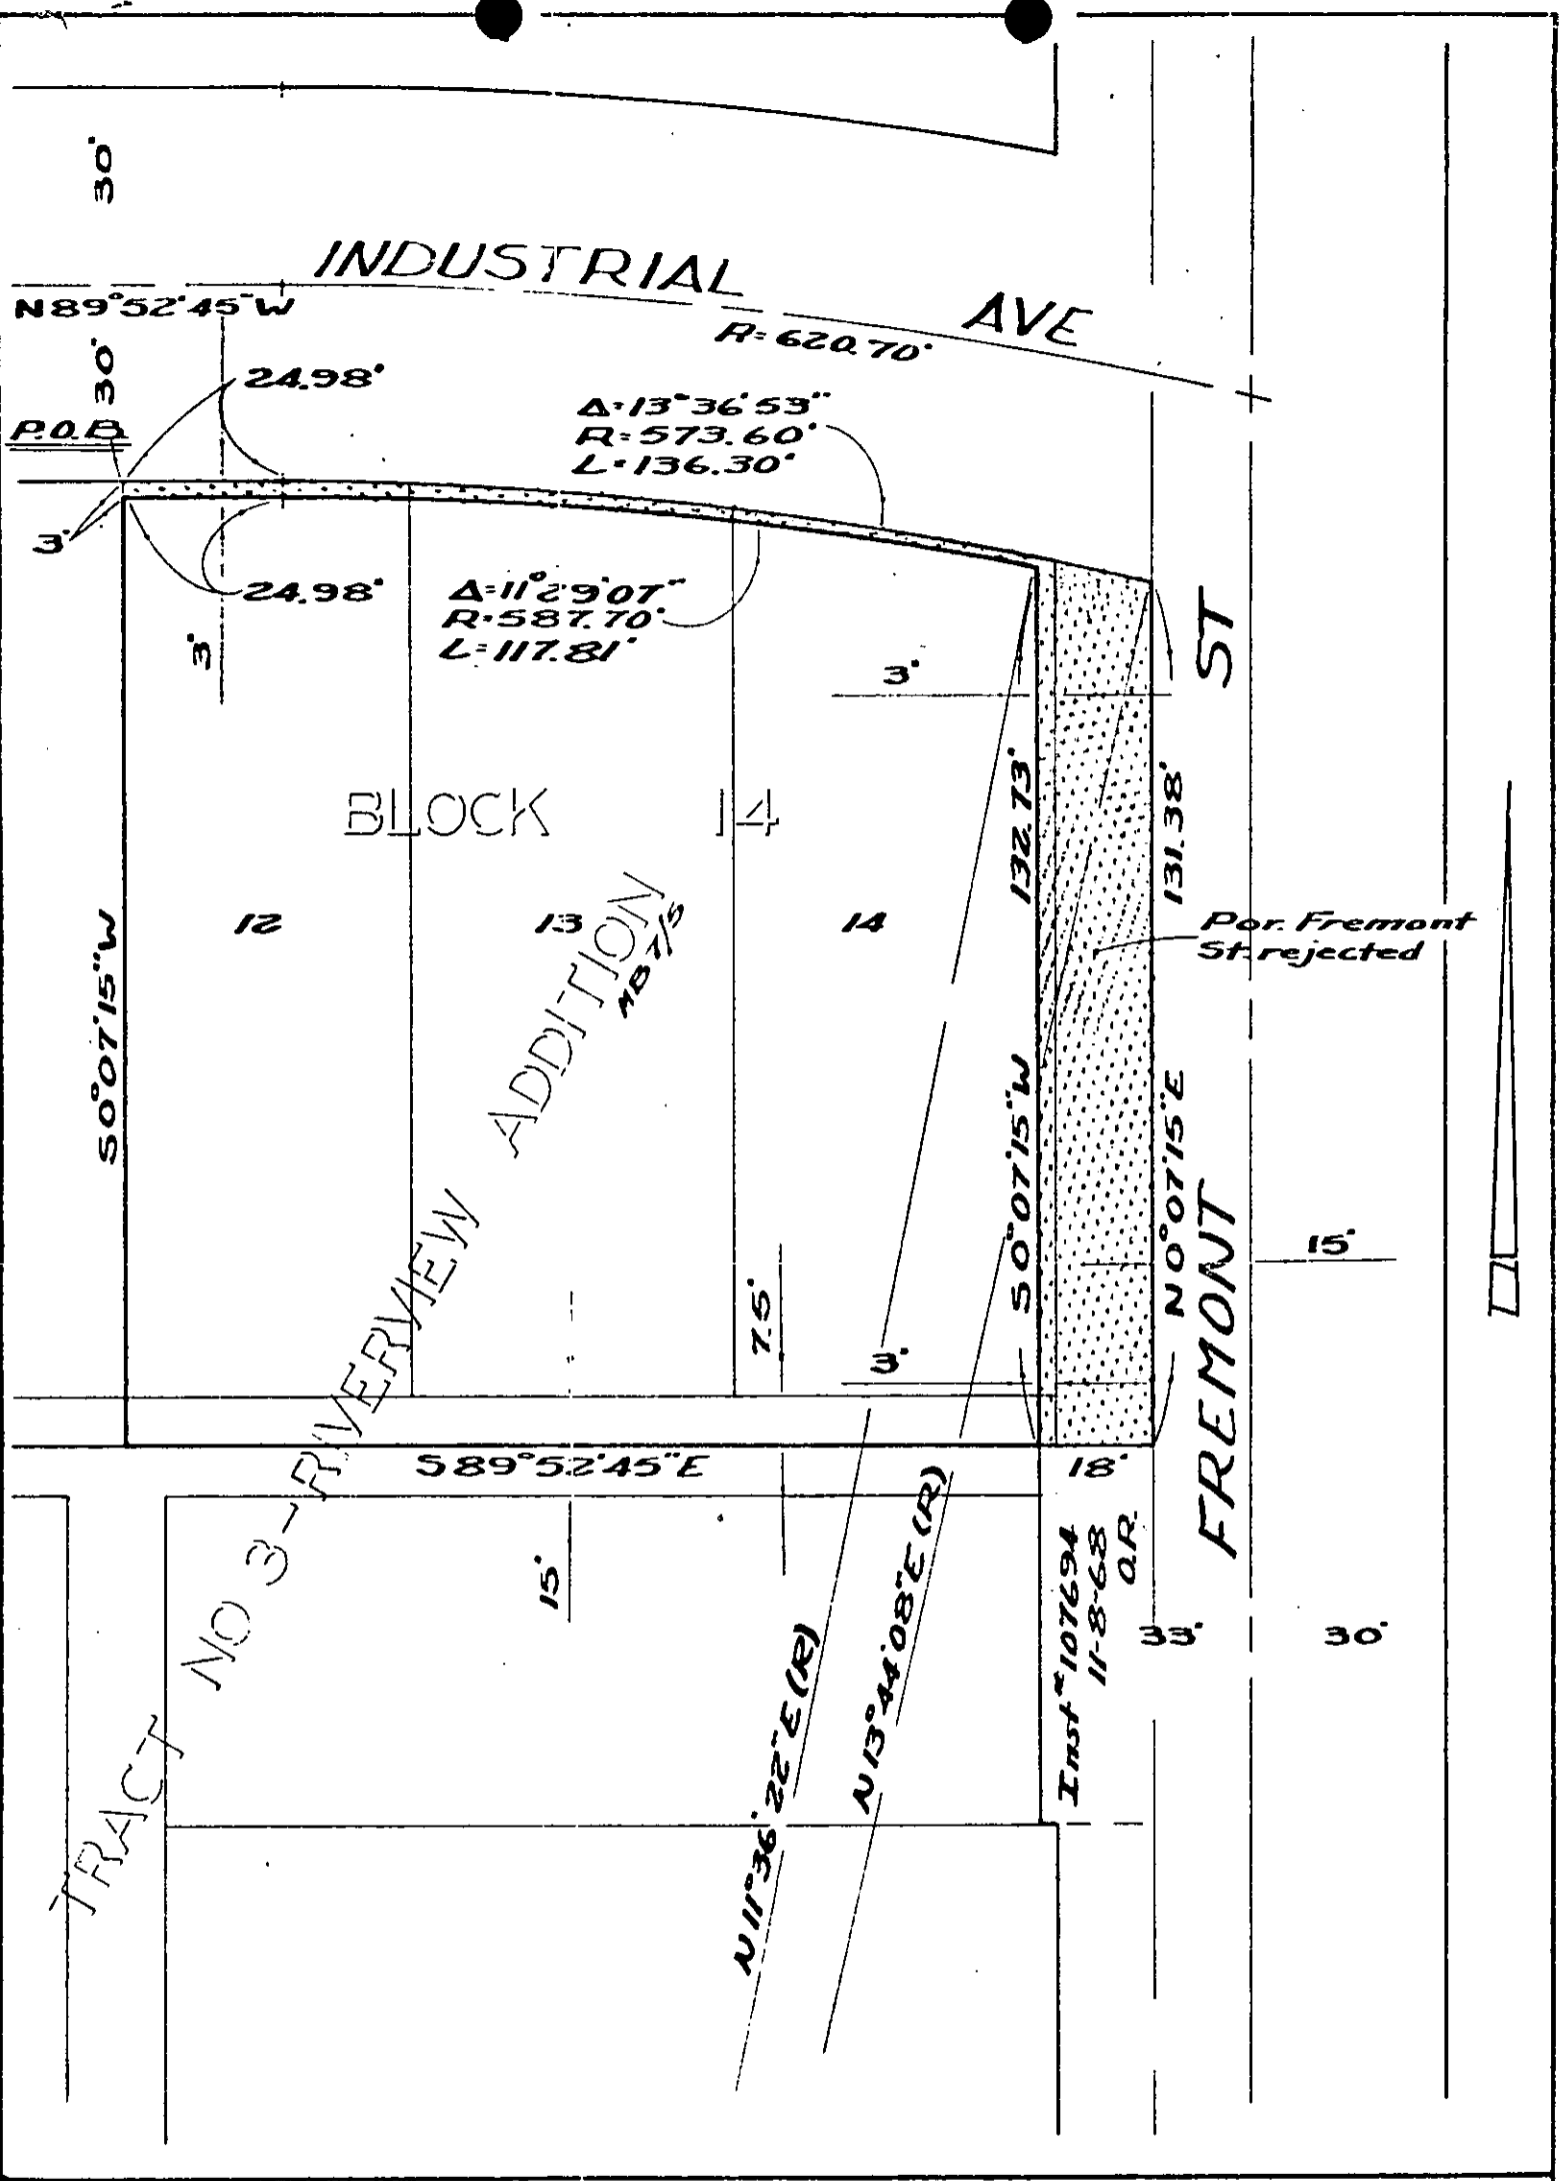 30'
INDUSTRIAL AVE
N89°52'45"W
R=620.70'
30'
24.98'
P.O.B.
Δ=13°36'53"
R=573.60'
L=136.30'
3'
24.98'
Δ=11°29'07"
R=587.70'
L=117.81'
3'
3'
FREMONT ST
BLOCK 14
132.73'
131.38'
12
13
14
Por. Fremont
St. rejected
TRACT NO 3-RIVERVIEW ADDITION
MB 7/5
S0°07'15"W
S0°07'15"W
N0°07'15"E
15'
7.5'
3'
S89°52'45"E
18'
15'
N11°36'22"E (R)
N13°44'08"E (R)
Inst # 107694
11-8-68
O.R.
33'
30'